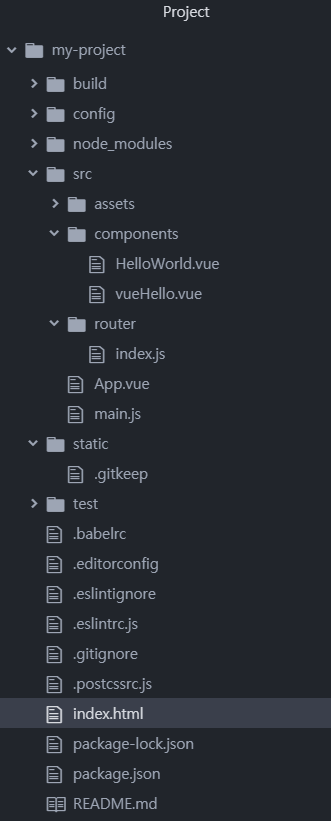 Project
my-project
build
config
node_modules
src
assets
components
HelloWorld.vue
vueHello.vue
router
index.js
App.vue
main.js
static
.gitkeep
test
.babelrc
.editorconfig
.eslintignore
.eslintrc.js
.gitignore
.postcssrc.js
index.html
package-lock.json
package.json
README.md